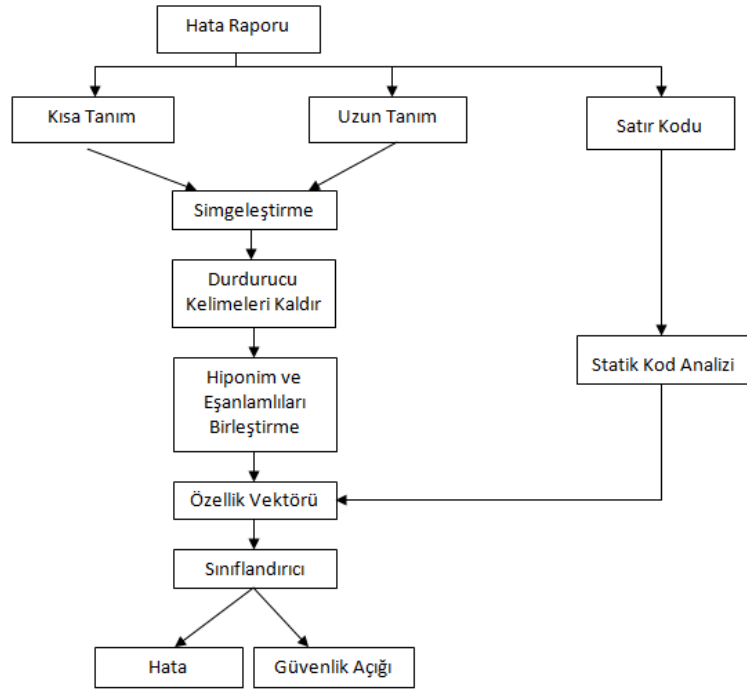 Hata Raporu
Kısa Tanım
Uzun Tanım
Satır Kodu
Simgeleştirme
Durdurucu
Kelimeleri Kaldır
Statik Kod Analizi
Hiponim ve
Eşanlamlıları
Birleştirme
Özellik Vektörü
Sınıflandırıcı
Hata
Güvenlik Açığı